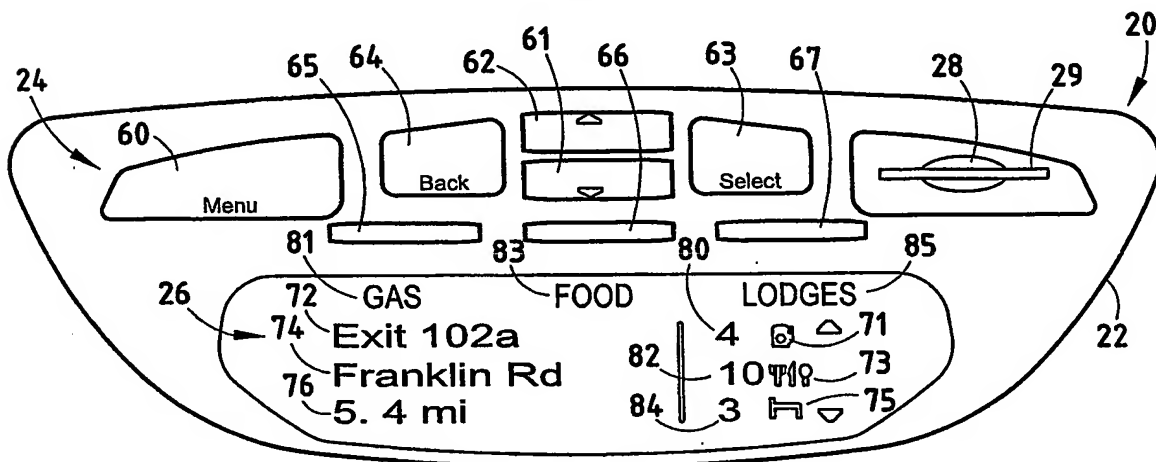 20
61
62 66
64 63 67 28
65 29
24
60
Back Select
Menu
81 83 80 85
GAS FOOD LODGES
72
26 Exit 102a 4 71 22
74
Franklin Rd 82 10 73
76
5. 4 mi 84 3 75